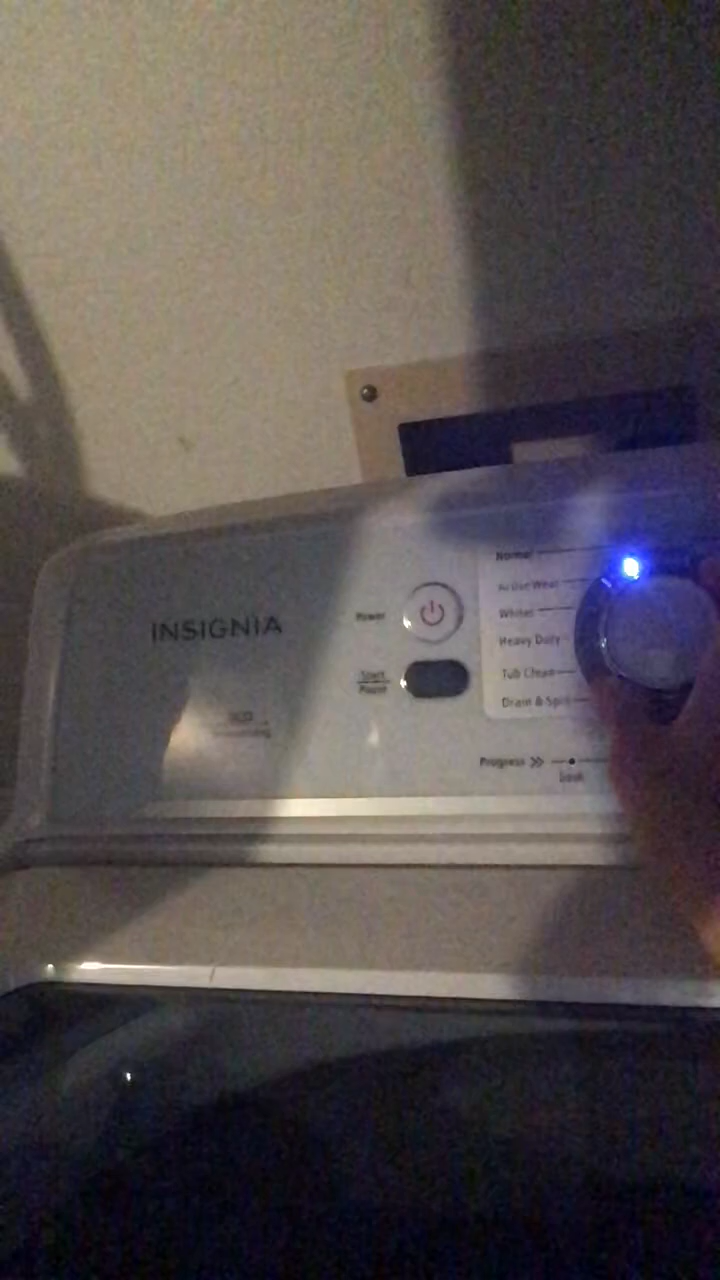 INSIGNIA
Power
Start
Pause
Normal
Active Wear
Whites
Heavy Duty
Tub Clean
Drain & Spin
Progress >>
Soak